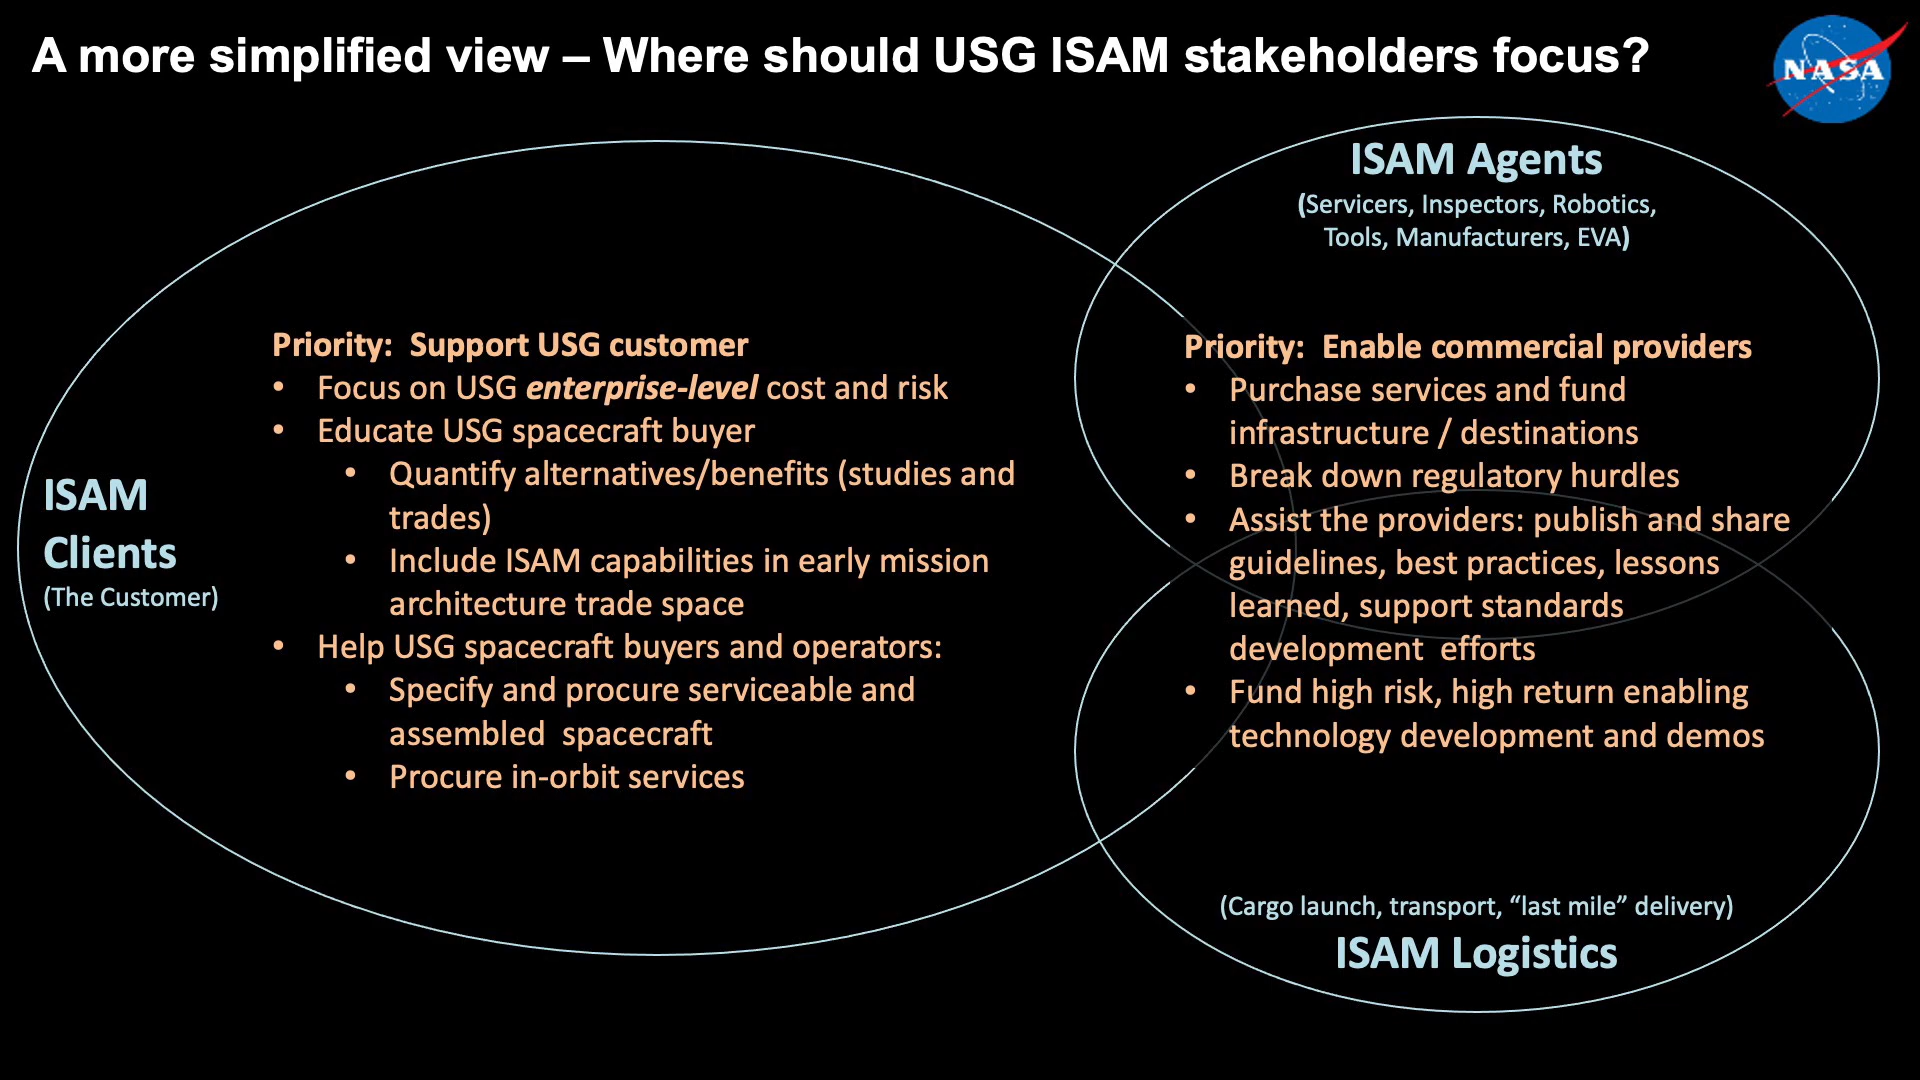 A more simplified view – Where should USG ISAM stakeholders focus?
NASA
ISAM
Clients
(The Customer)
Priority:  Support USG customer
• Focus on USG enterprise-level cost and risk
• Educate USG spacecraft buyer
• Quantify alternatives/benefits (studies and
trades)
• Include ISAM capabilities in early mission
architecture trade space
• Help USG spacecraft buyers and operators:
• Specify and procure serviceable and
assembled  spacecraft
• Procure in-orbit services
ISAM Agents
(Servicers, Inspectors, Robotics,
Tools, Manufacturers, EVA)
Priority:  Enable commercial providers
• Purchase services and fund
infrastructure / destinations
• Break down regulatory hurdles
• Assist the providers: publish and share
guidelines, best practices, lessons
learned, support standards
development  efforts
• Fund high risk, high return enabling
technology development and demos
(Cargo launch, transport, “last mile” delivery)
ISAM Logistics